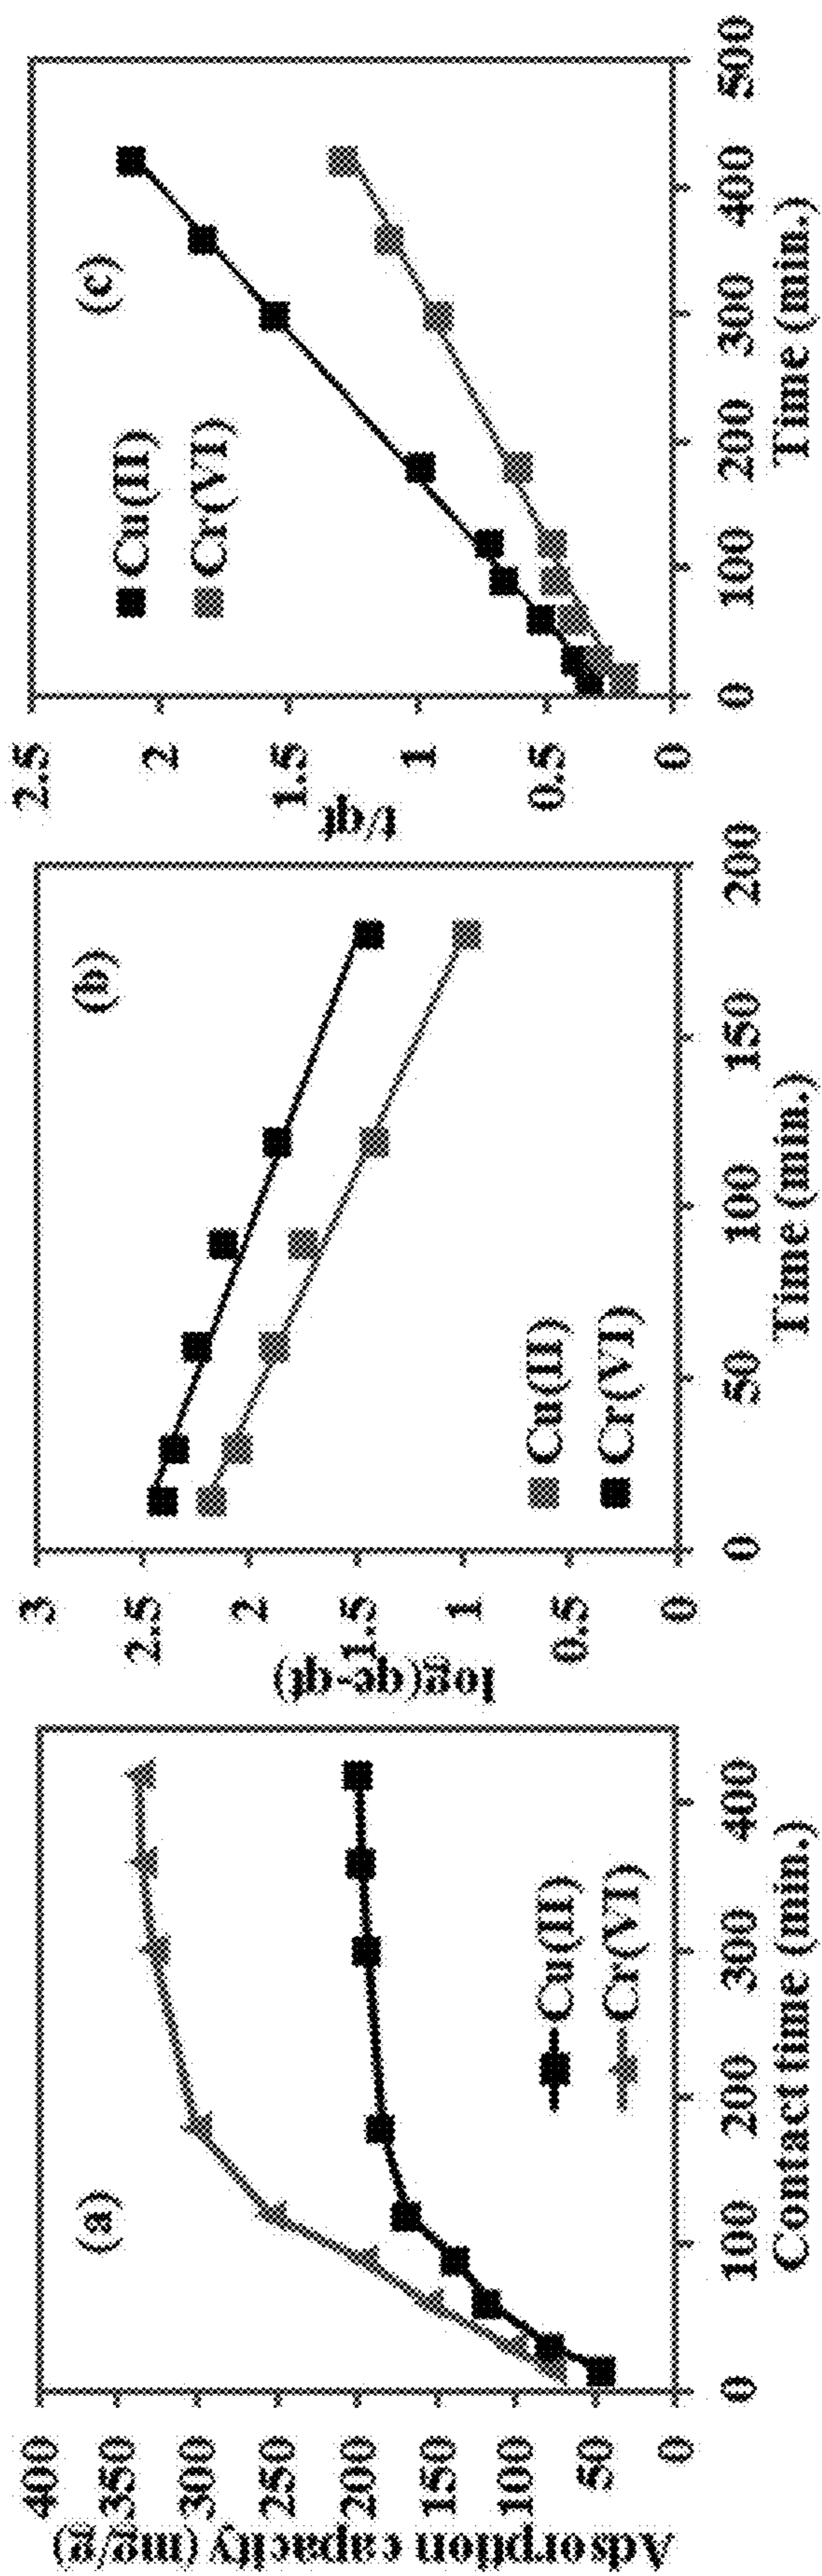 Adsorption capacity (mg/g)
400
350
300
250
200
150
100
50
0
(a)
Cu(II)
Cr(VI)
0
100
200
300
400
Contact time (min.)
log(qe-qt)
3
2.5
2
1.5
1
0.5
0
(b)
Cu(II)
Cr(VI)
0
50
100
150
200
Time (min.)
t/qt
2.5
2
1.5
1
0.5
0
(c)
Cu(II)
Cr(VI)
0
100
200
300
400
500
Time (min.)